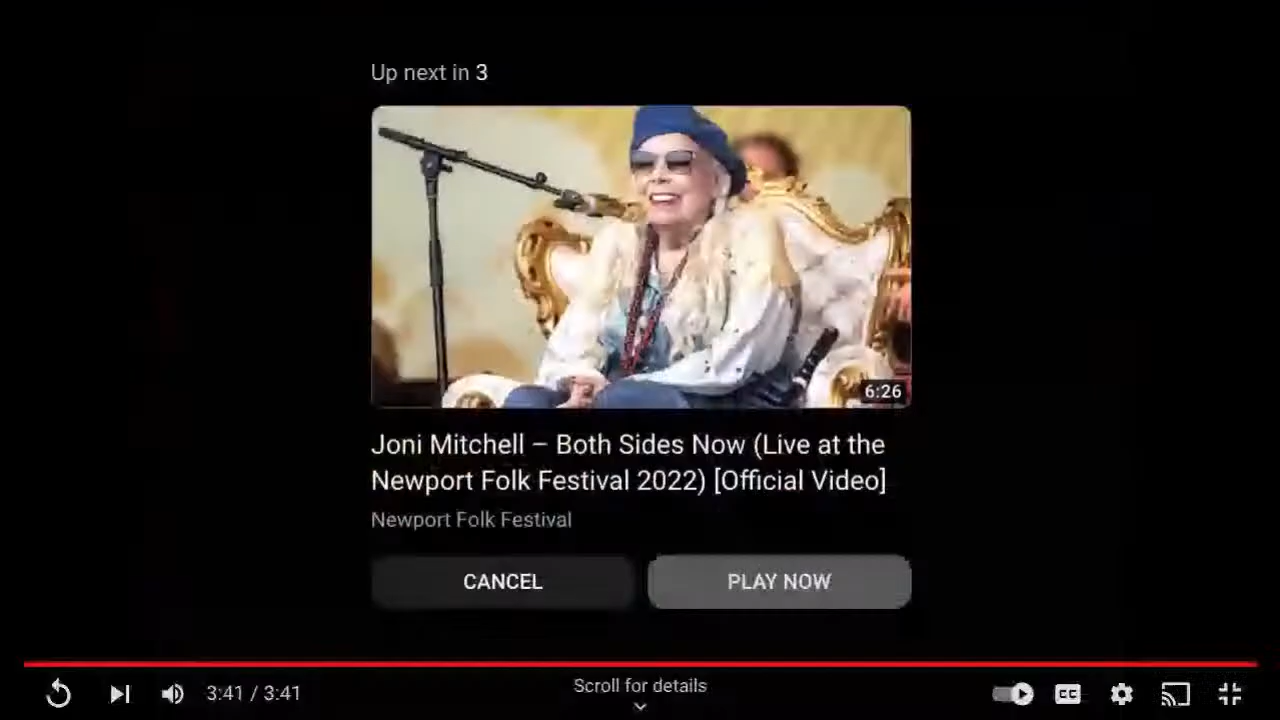 Up next in 3
6:26
Joni Mitchell – Both Sides Now (Live at the
Newport Folk Festival 2022) [Official Video]
Newport Folk Festival
CANCEL
PLAY NOW
3:41 / 3:41
Scroll for details
CC